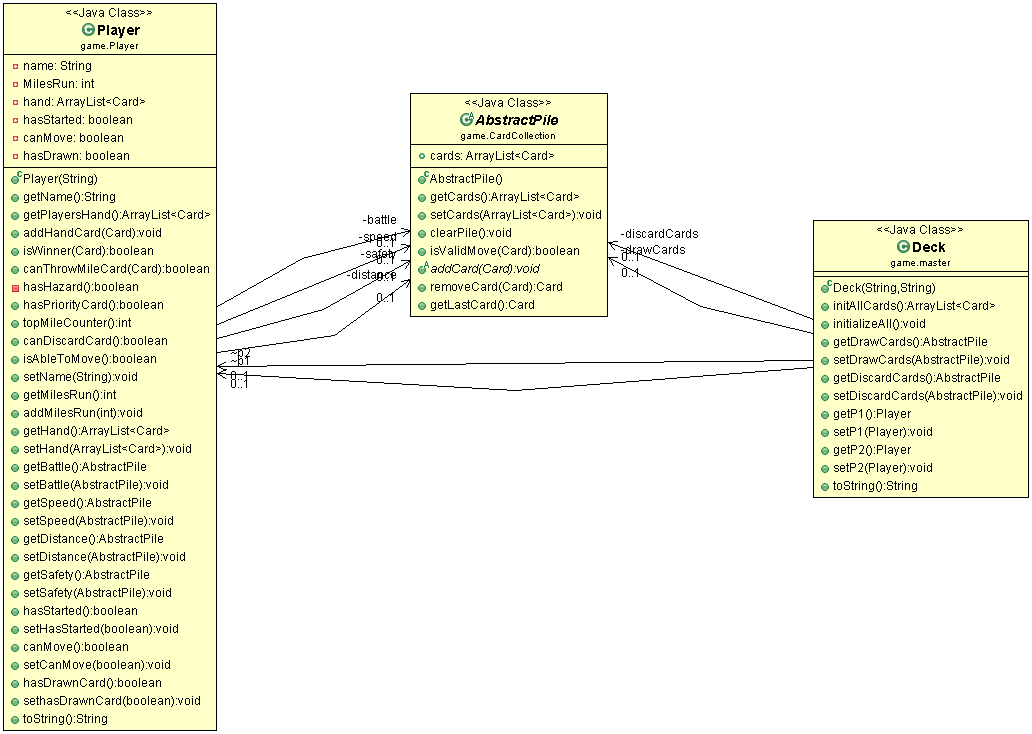 <<Java Class>>
Player
game.Player
name: String
MilesRun: int
hand: ArrayList<Card>
hasStarted: boolean
canMove: boolean
hasDrawn: boolean
Player(String)
getName():String
getPlayersHand():ArrayList<Card>
addHandCard(Card):void
isWinner(Card):boolean
canThrowMileCard(Card):boolean
hasHazard():boolean
hasPriorityCard():boolean
topMileCounter():int
canDiscardCard():boolean
isAbleToMove():boolean
setName(String):void
getMilesRun():int
addMilesRun(int):void
getHand():ArrayList<Card>
setHand(ArrayList<Card>):void
getBattle():AbstractPile
setBattle(AbstractPile):void
getSpeed():AbstractPile
setSpeed(AbstractPile):void
getDistance():AbstractPile
setDistance(AbstractPile):void
getSafety():AbstractPile
setSafety(AbstractPile):void
hasStarted():boolean
setHasStarted(boolean):void
canMove():boolean
setCanMove(boolean):void
hasDrawnCard():boolean
sethasDrawnCard(boolean):void
toString():String
-battle
-speed
0..1
-safety
0..1
-distance
0..1
0..1
<<Java Class>>
AbstractPile
game.CardCollection
cards: ArrayList<Card>
AbstractPile()
getCards():ArrayList<Card>
setCards(ArrayList<Card>):void
clearPile():void
isValidMove(Card):boolean
addCard(Card):void
removeCard(Card):Card
getLastCard():Card
-discardCards
-drawCards
0..1
0..1
~p2
~p1
0..1
0..1
<<Java Class>>
Deck
game.master
Deck(String,String)
initAllCards():ArrayList<Card>
initializeAll():void
getDrawCards():AbstractPile
setDrawCards(AbstractPile):void
getDiscardCards():AbstractPile
setDiscardCards(AbstractPile):void
getP1():Player
setP1(Player):void
getP2():Player
setP2(Player):void
toString():String